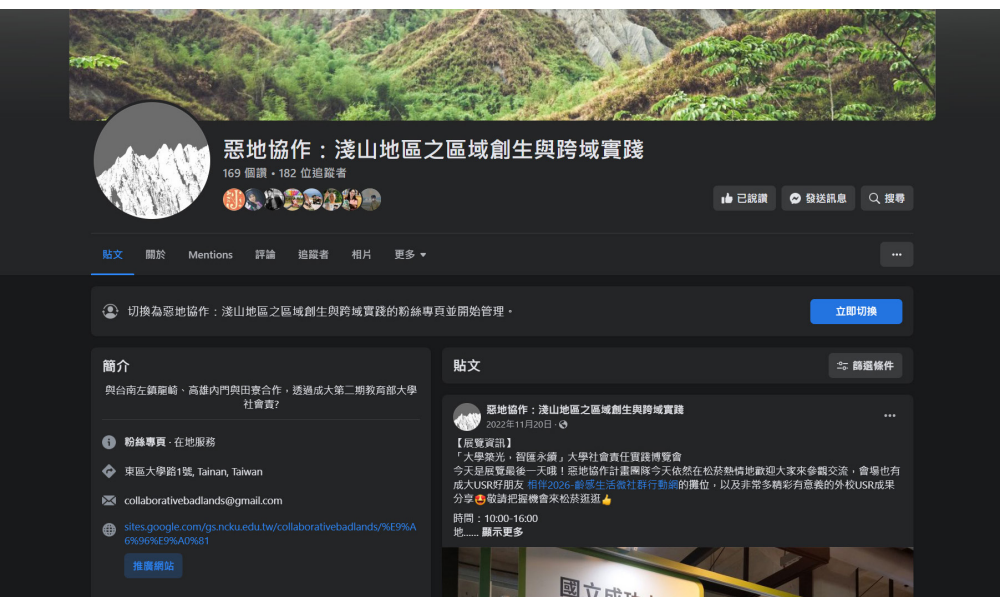 惡地協作：淺山地區之區域創生與跨域實踐
169 個讚 • 182 位追蹤者
已說讚
發送訊息
搜尋
貼文
關於
Mentions
評論
追蹤者
相片
更多
切換為惡地協作：淺山地區之區域創生與跨域實踐的粉絲專頁並開始管理。
立即切換
簡介
與台南左鎮龍崎、高雄內門與田寮合作，透過成大第二期教育部大學
社會責?
粉絲專頁 · 在地服務
東區大學路1號, Tainan, Taiwan
collaborativebadlands@gmail.com
sites.google.com/gs.ncku.edu.tw/collaborativebadlands/%E9%A
6%96%E9%A0%81
推廣網站
貼文
篩選條件
惡地協作：淺山地區之區域創生與跨域實踐
2022年11月20日 ·
【展覽資訊】
「大學築光，智匯永續」大學社會責任實踐博覽會
今天是展覽最後一天哦！惡地協作計畫團隊今天依然在松菸熱情地歡迎大家來參觀交流，會場也有
成大USR好朋友 相伴2026-齡感生活微社群行動網的攤位，以及非常多精彩有意義的外校USR成果
分享🤩敬請把握機會來松菸逛逛👍
時間：10:00-16:00
地...... 顯示更多
國立成功